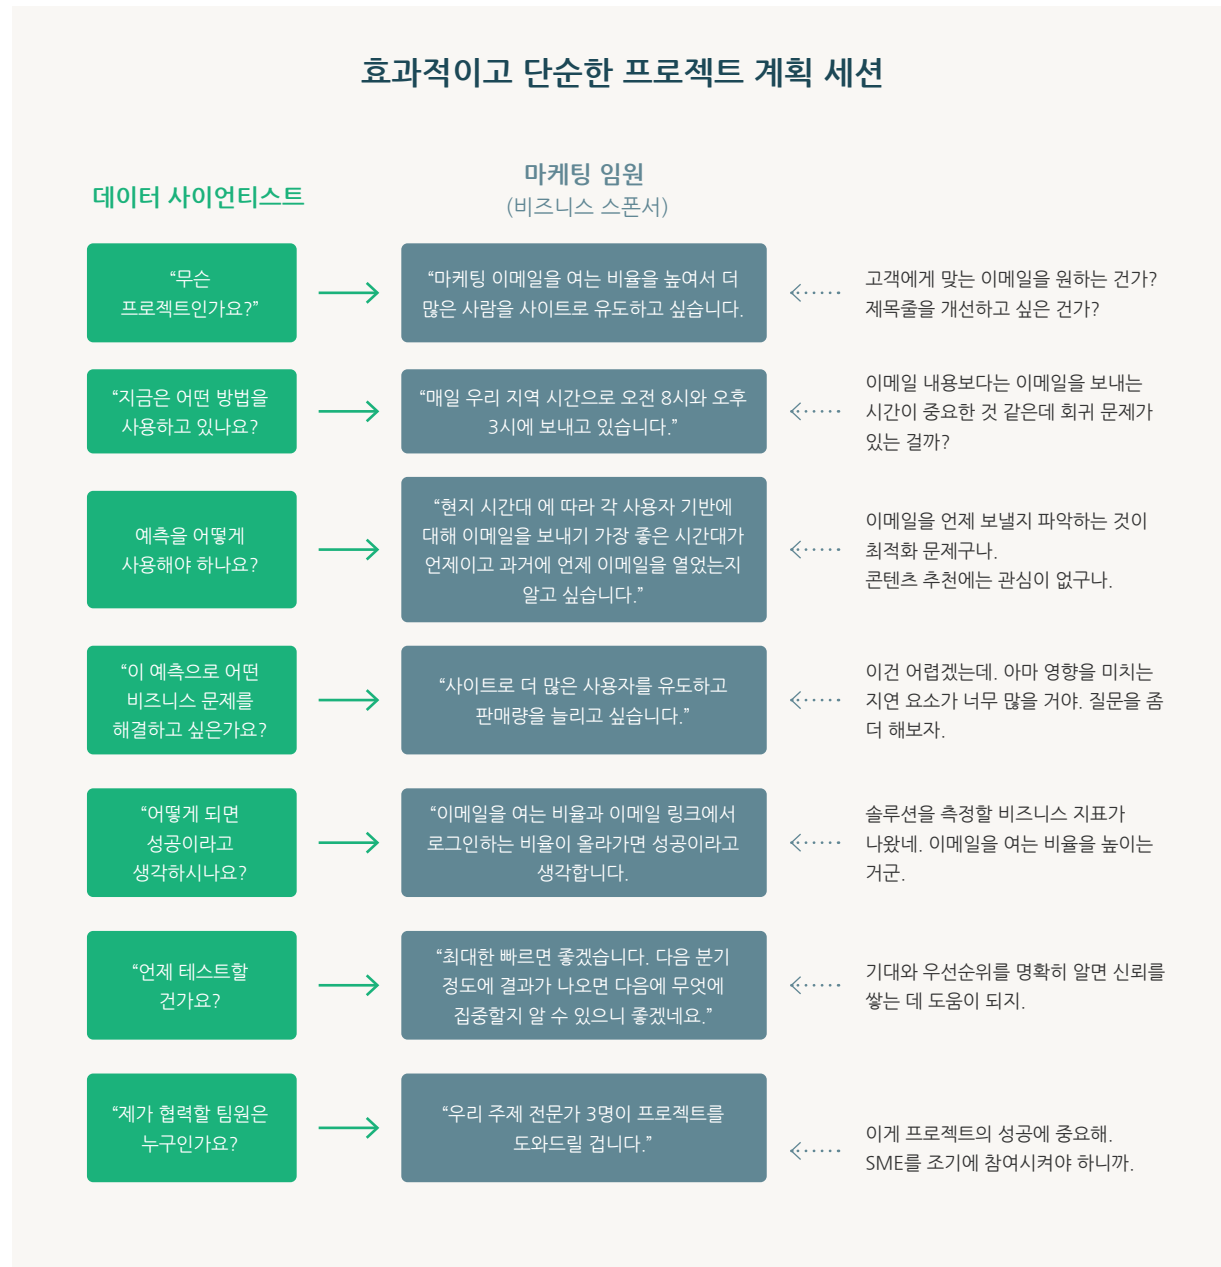 효과적이고 단순한 프로젝트 계획 세션
데이터 사이언티스트
마케팅 임원
(비즈니스 스폰서)
“무슨
프로젝트인가요?”
“마케팅 이메일을 여는 비율을 높여서 더
많은 사람을 사이트로 유도하고 싶습니다.
고객에게 맞는 이메일을 원하는 건가?
제목줄을 개선하고 싶은 건가?
“지금은 어떤 방법을
사용하고 있나요?
“매일 우리 지역 시간으로 오전 8시와 오후
3시에 보내고 있습니다.”
이메일 내용보다는 이메일을 보내는
시간이 중요한 것 같은데 회귀 문제가
있는 걸까?
예측을 어떻게
사용해야 하나요?
“현지 시간대 에 따라 각 사용자 기반에
대해 이메일을 보내기 가장 좋은 시간대가
언제이고 과거에 언제 이메일을 열었는지
알고 싶습니다.”
이메일을 언제 보낼지 파악하는 것이
최적화 문제구나.
콘텐츠 추천에는 관심이 없구나.
“이 예측으로 어떤
비즈니스 문제를
해결하고 싶은가요?
“사이트로 더 많은 사용자를 유도하고
판매량을 늘리고 싶습니다.”
이건 어렵겠는데. 아마 영향을 미치는
지연 요소가 너무 많을 거야. 질문을 좀
더 해보자.
“어떻게 되면
성공이라고
생각하시나요?
“이메일을 여는 비율과 이메일 링크에서
로그인하는 비율이 올라가면 성공이라고
생각합니다.
솔루션을 측정할 비즈니스 지표가
나왔네. 이메일을 여는 비율을 높이는
거군.
“언제 테스트할
건가요?
“최대한 빠르면 좋겠습니다. 다음 분기
정도에 결과가 나오면 다음에 무엇에
집중할지 알 수 있으니 좋겠네요.”
기대와 우선순위를 명확히 알면 신뢰를
쌓는 데 도움이 되지.
“제가 협력할 팀원은
누구인가요?
“우리 주제 전문가 3명이 프로젝트를
도와드릴 겁니다.”
이게 프로젝트의 성공에 중요해.
SME를 조기에 참여시켜야 하니까.